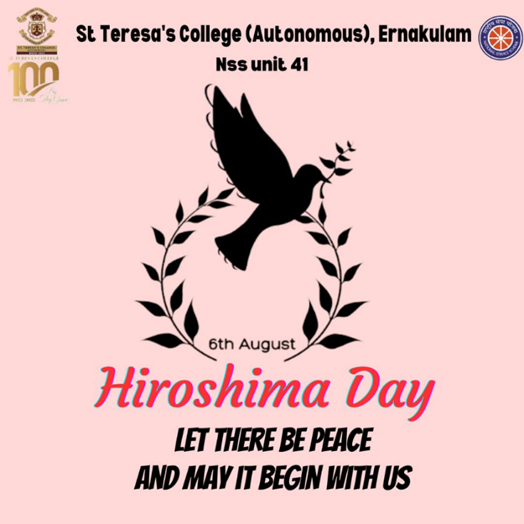 St Teresa's College (Autonomous), Ernakulam
Nss unit 41
100
6th August
Hiroshima Day
LET THERE BE PEACE
AND MAY IT BEGIN WITH US